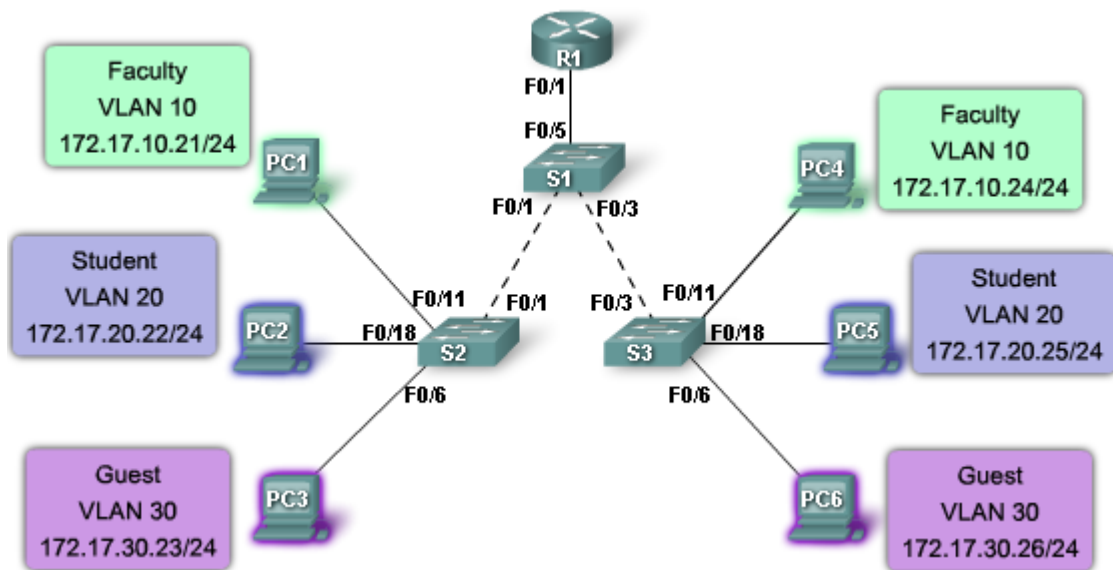 R1
F0/1
F0/5
S1
F0/1
F0/3
Faculty
VLAN 10
172.17.10.21/24
PC1
Student
VLAN 20
172.17.20.22/24
PC2
Guest
VLAN 30
172.17.30.23/24
PC3
F0/11
F0/18
F0/6
F0/1
S2
F0/3
S3
F0/11
F0/18
F0/6
PC4
Faculty
VLAN 10
172.17.10.24/24
PC5
Student
VLAN 20
172.17.20.25/24
PC6
Guest
VLAN 30
172.17.30.26/24